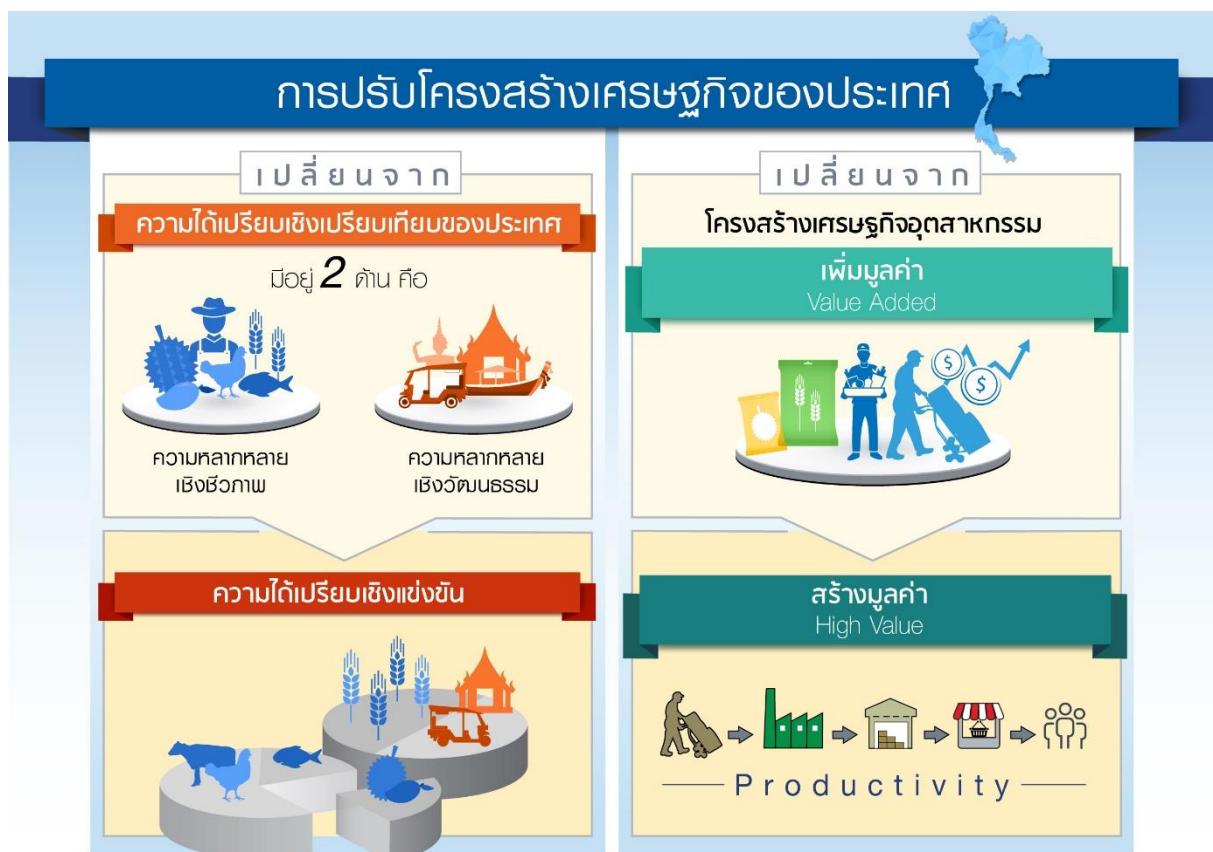 การปรับโครงสร้างเศรษฐกิจของประเทศ
เปลี่ยนจาก
ความได้เปรียบเชิงเปรียบเทียบของประเทศ
มีอยู่ 2 ด้าน คือ
ความหลากหลาย
เชิงชีวภาพ
ความหลากหลาย
เชิงวัฒนธรรม
ความได้เปรียบเชิงแข่งขัน
เปลี่ยนจาก
โครงสร้างเศรษฐกิจอุตสาหกรรม
เพิ่มมูลค่า
Value Added
$
$
สร้างมูลค่า
High Value
Productivity